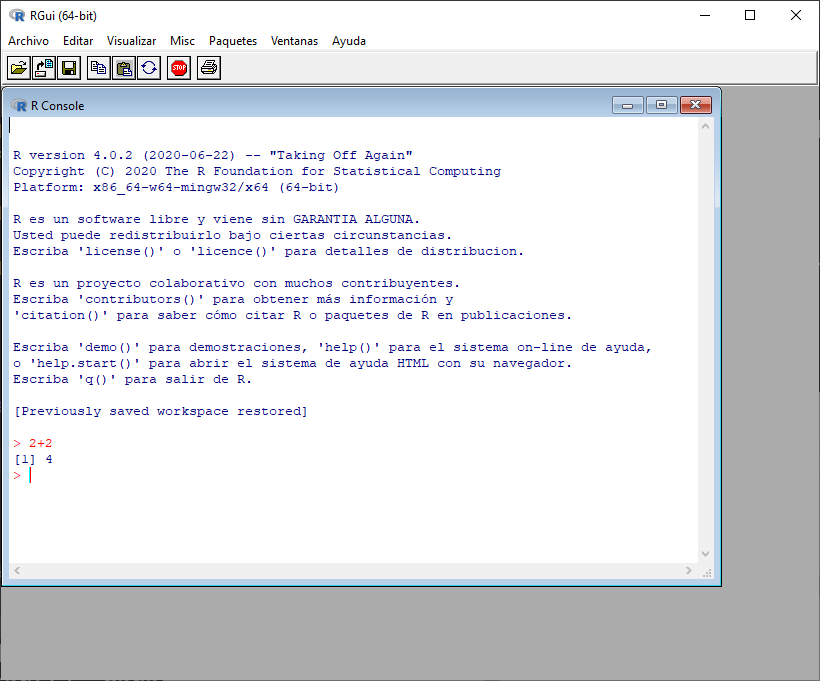 RGui (64-bit)
Archivo Editar Visualizar Misc Paquetes Ventanas Ayuda
STOP
R Console
R version 4.0.2 (2020-06-22) -- "Taking Off Again"
Copyright (C) 2020 The R Foundation for Statistical Computing
Platform: x86_64-w64-mingw32/x64 (64-bit)
R es un software libre y viene sin GARANTIA ALGUNA.
Usted puede redistribuirlo bajo ciertas circunstancias.
Escriba 'license()' o 'licence()' para detalles de distribucion.
R es un proyecto colaborativo con muchos contribuyentes.
Escriba 'contributors()' para obtener más información y
'citation()' para saber cómo citar R o paquetes de R en publicaciones.
Escriba 'demo()' para demostraciones, 'help()' para el sistema on-line de ayuda,
o 'help.start()' para abrir el sistema de ayuda HTML con su navegador.
Escriba 'q()' para salir de R.
[Previously saved workspace restored]
> 2+2
[1] 4
>